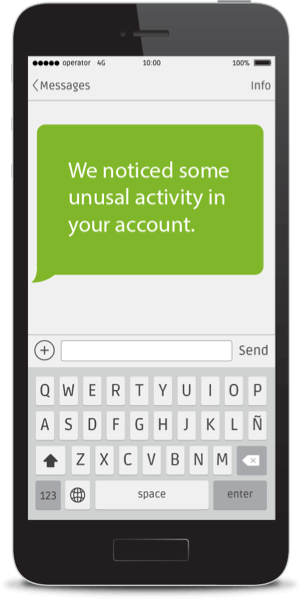 ●●●●● operator 4G 10:00 100%
Messages Info
We noticed some
unusal activity in
your account.
+ Send
Q W E R T Y U I O P
A S D F G H J K L Ñ
Z X C V B N M
123 space enter